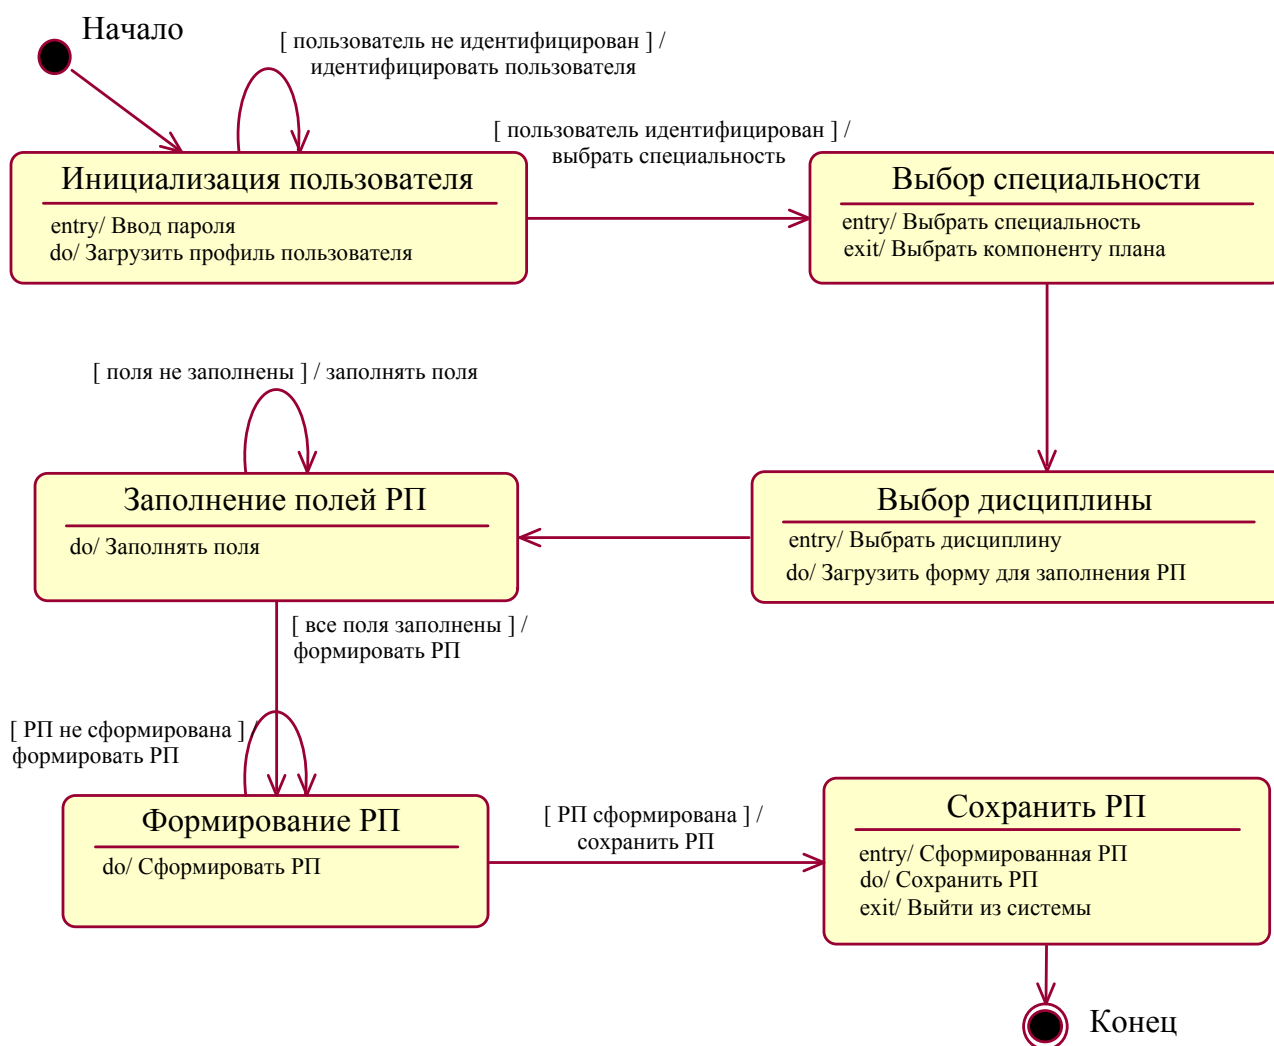 Начало
[ пользователь не идентифицирован ] /
идентифицировать пользователя
[ пользователь идентифицирован ] /
выбрать специальность
Инициализация пользователя
entry/ Ввод пароля
do/ Загрузить профиль пользователя
Выбор специальности
entry/ Выбрать специальность
exit/ Выбрать компоненту плана
[ поля не заполнены ] / заполнять поля
Заполнение полей РП
do/ Заполнять поля
Выбор дисциплины
entry/ Выбрать дисциплину
do/ Загрузить форму для заполнения РП
[ все поля заполнены ] /
формировать РП
[ РП не сформирована ] /
формировать РП
Формирование РП
do/ Сформировать РП
[ РП сформирована ] /
сохранить РП
Сохранить РП
entry/ Сформированная РП
do/ Сохранить РП
exit/ Выйти из системы
Конец